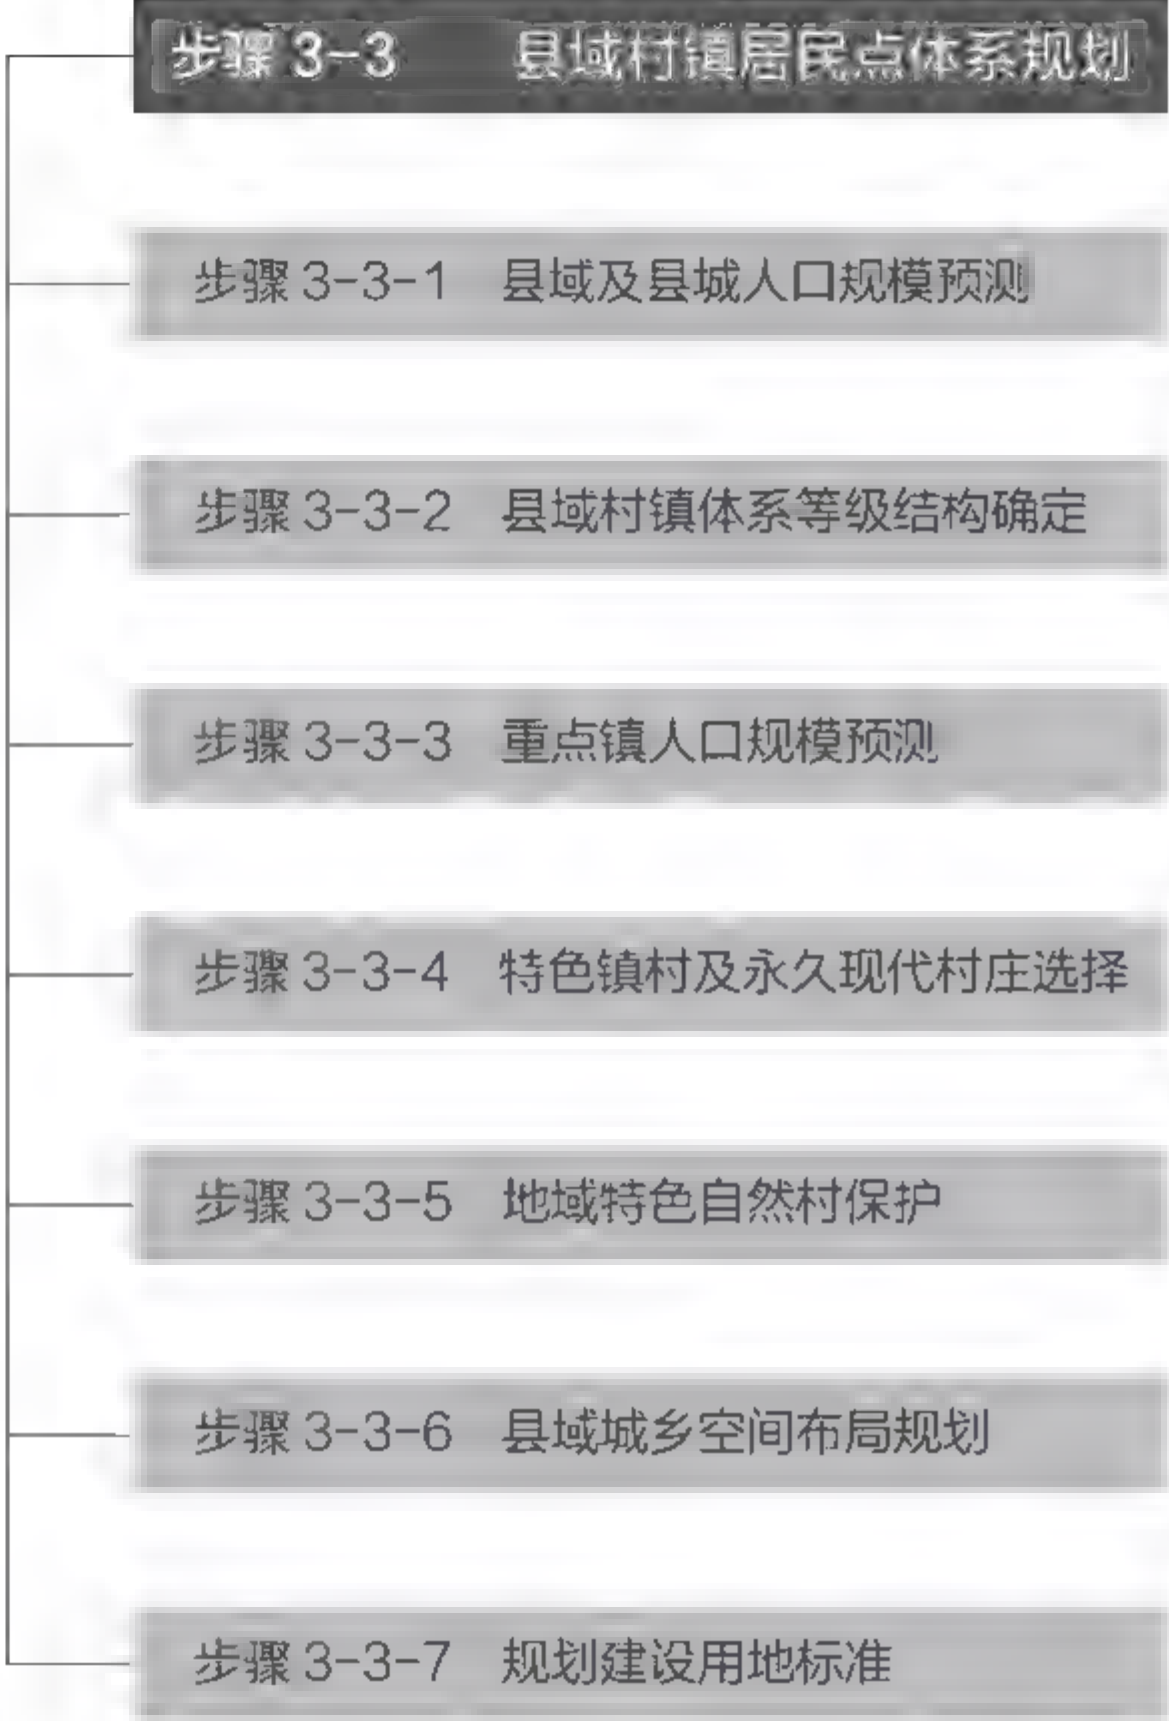 步骤 3-3 县域村镇居民点体系规划
步骤 3-3-1 县域及县城人口规模预测
步骤 3-3-2 县域村镇体系等级结构确定
步骤 3-3-3 重点镇人口规模预测
步骤 3-3-4 特色镇村及永久现代村庄选择
步骤 3-3-5 地域特色自然村保护
步骤 3-3-6 县域城乡空间布局规划
步骤 3-3-7 规划建设用地标准